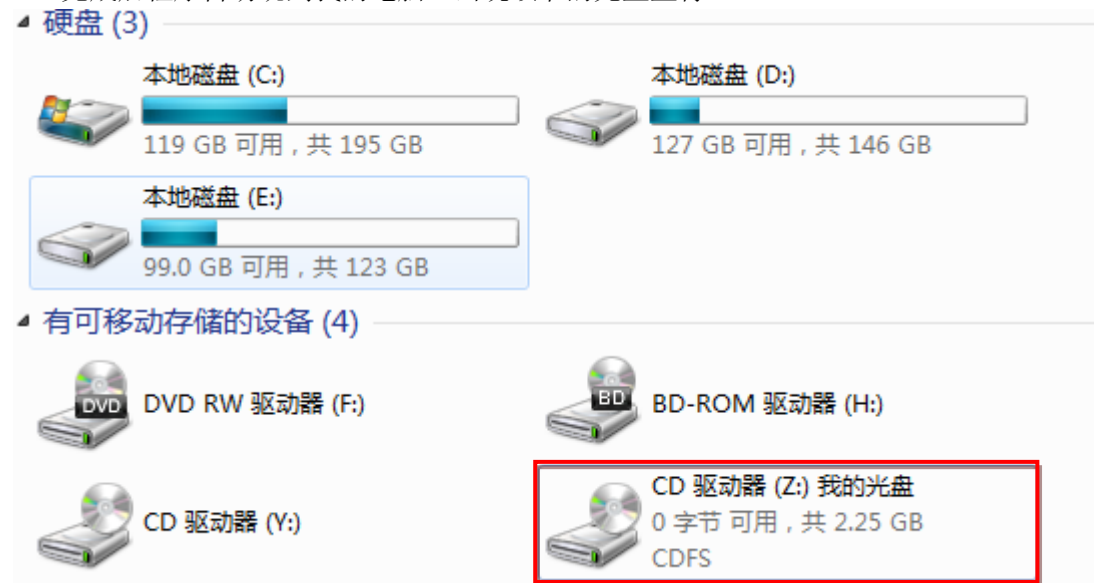 硬盘 (3)
本地磁盘 (C:)
119 GB 可用 , 共 195 GB
本地磁盘 (D:)
127 GB 可用 , 共 146 GB
本地磁盘 (E:)
99.0 GB 可用 , 共 123 GB
有可移动存储的设备 (4)
DVD
DVD RW 驱动器 (F:)
BD
BD-ROM 驱动器 (H:)
CD 驱动器 (Y:)
CD 驱动器 (Z:) 我的光盘
0 字节 可用 , 共 2.25 GB
CDFS